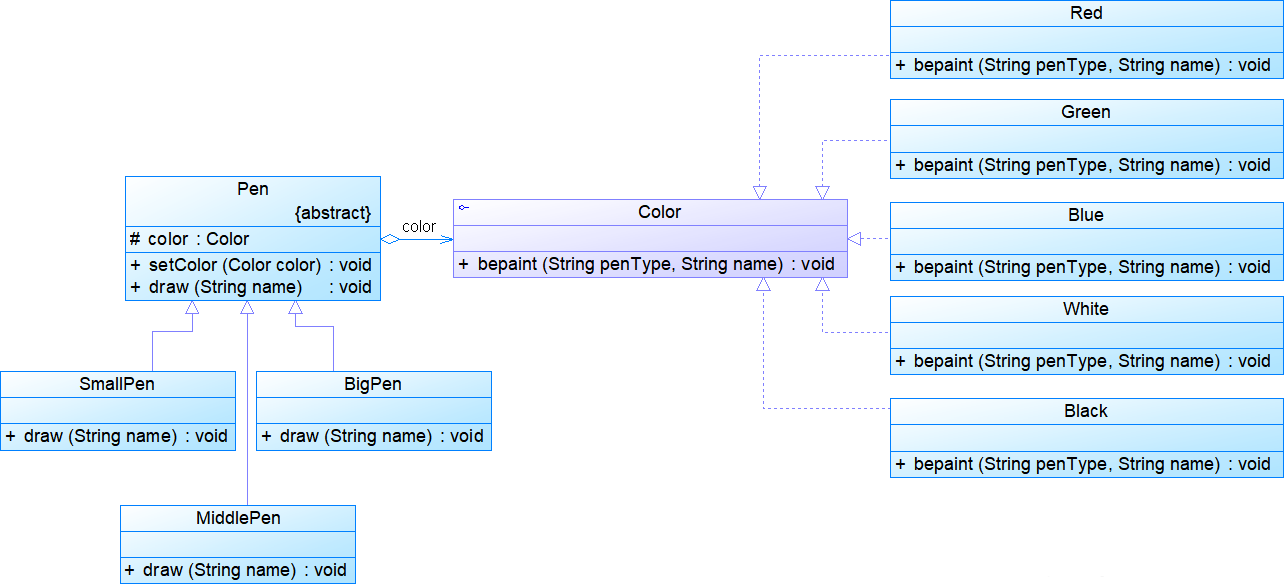 Pen
{abstract}
# color : Color
+ setColor (Color color) : void
+ draw (String name) : void
color
Color
+ bepaint (String penType, String name) : void
SmallPen
+ draw (String name) : void
BigPen
+ draw (String name) : void
MiddlePen
+ draw (String name) : void
Red
+ bepaint (String penType, String name) : void
Green
+ bepaint (String penType, String name) : void
Blue
+ bepaint (String penType, String name) : void
White
+ bepaint (String penType, String name) : void
Black
+ bepaint (String penType, String name) : void